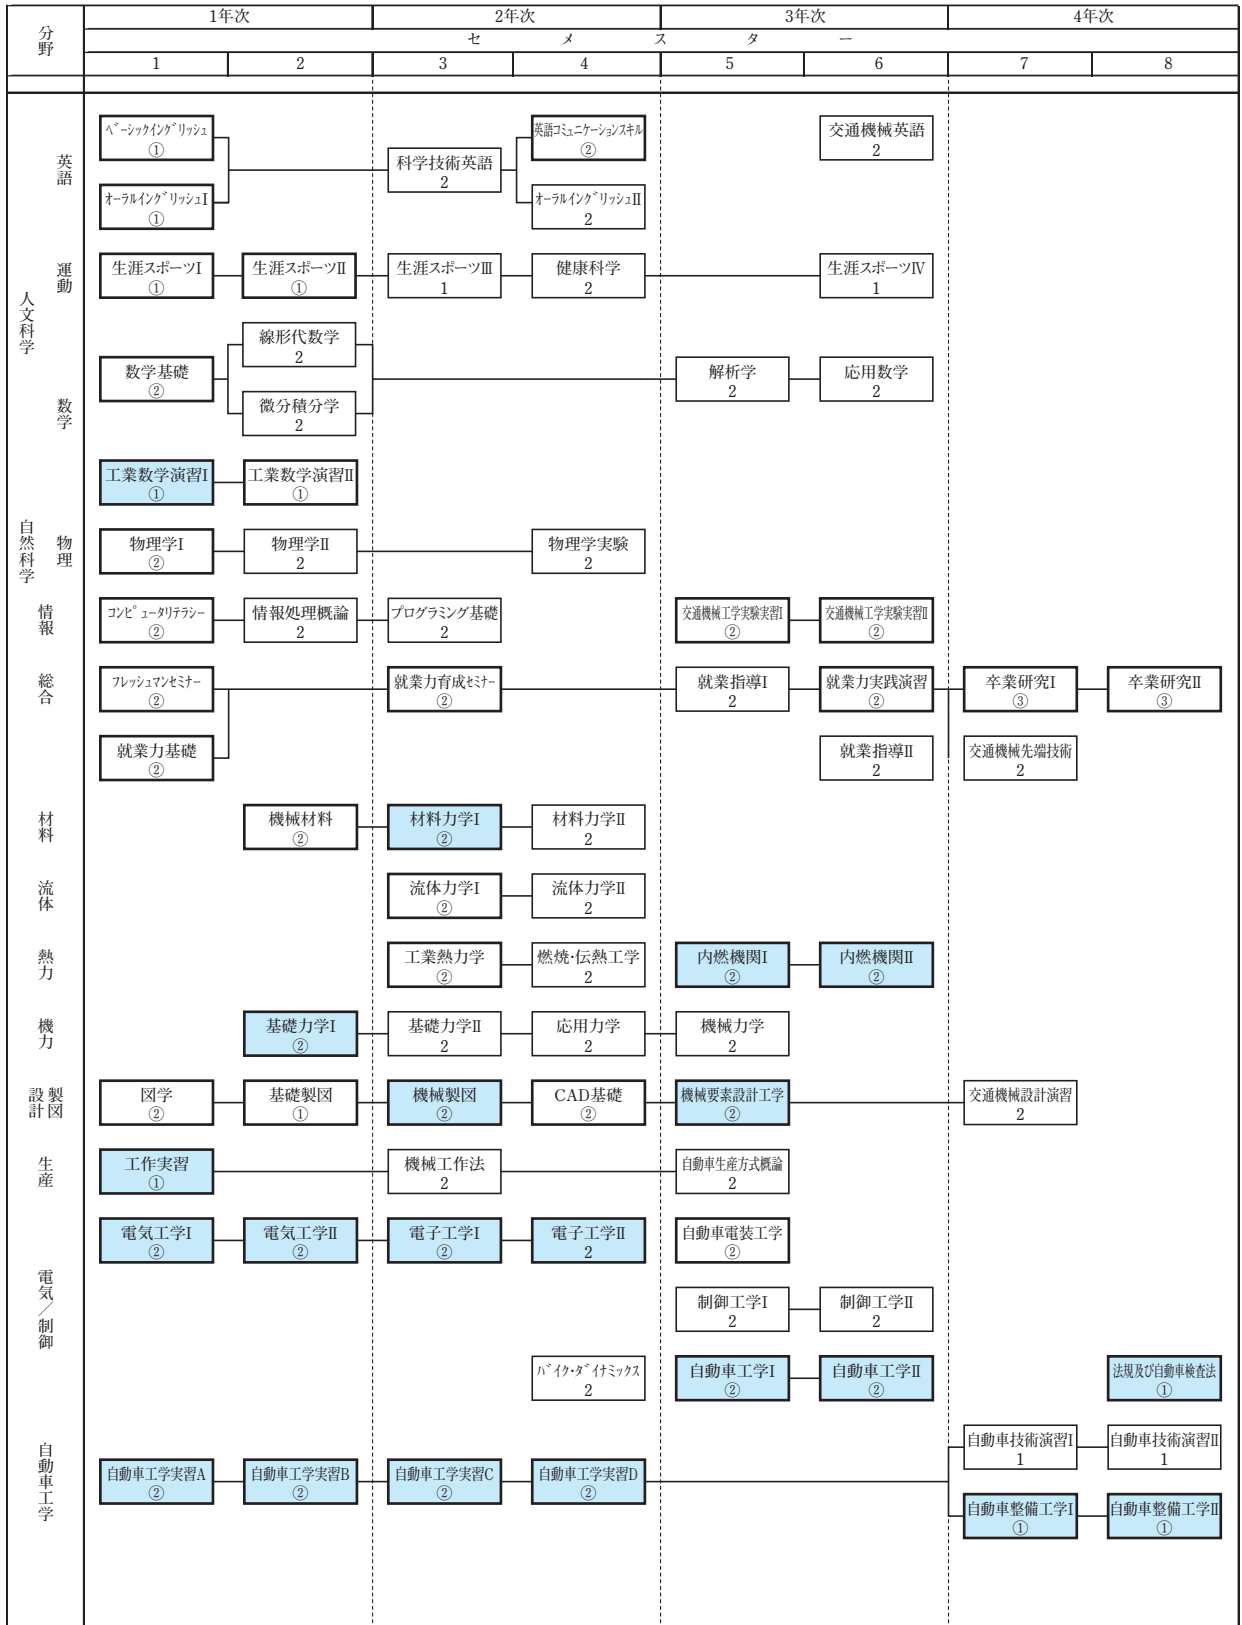 分野
1年次 2年次 3年次 4年次
セメスター
1 2 3 4 5 6 7 8
人文科学
自然科学
英語
ベーシックイングリッシュ
①
英語コミュニケーションスキル
②
交通機械英語
2
科学技術英語
2
オーラルイングリッシュI
①
オーラルイングリッシュII
2
運動
生涯スポーツI
①
生涯スポーツII
①
生涯スポーツIII
1
健康科学
2
生涯スポーツIV
1
数学
線形代数学
2
数学基礎
②
解析学
2
応用数学
2
微分積分学
2
工業数学演習I
①
工業数学演習II
①
物理
物理学I
②
物理学II
2
物理学実験
2
情報
コンピュータリテラシー
②
情報処理概論
2
プログラミング基礎
2
交通機械工学実験実習I
②
交通機械工学実験実習II
②
総合
フレッシュマンセミナー
②
就業力育成セミナー
②
就業指導I
2
就業力実践演習
②
卒業研究I
③
卒業研究II
③
就業力基礎
②
就業指導II
2
交通機械先端技術
2
材料
機械材料
②
材料力学I
②
材料力学II
2
流体
流体力学I
②
流体力学II
2
熱力
工業熱力学
②
燃焼・伝熱工学
2
内燃機関I
②
内燃機関II
②
機力
基礎力学I
②
基礎力学II
2
応用力学
2
機械力学
2
設計製図
図学
②
基礎製図
①
機械製図
②
CAD基礎
②
機械要素設計工学
②
交通機械設計演習
2
生産
工作実習
①
機械工作法
2
自動車生産方式概論
2
電気／制御
電気工学I
②
電気工学II
②
電子工学I
②
電子工学II
2
自動車電装工学
②
制御工学I
2
制御工学II
2
自動車工学
バイク・ダイナミックス
2
自動車工学I
②
自動車工学II
②
法規及び自動車検査法
①
自動車技術演習I
1
自動車技術演習II
1
自動車工学実習A
②
自動車工学実習B
②
自動車工学実習C
②
自動車工学実習D
②
自動車整備工学I
①
自動車整備工学II
①